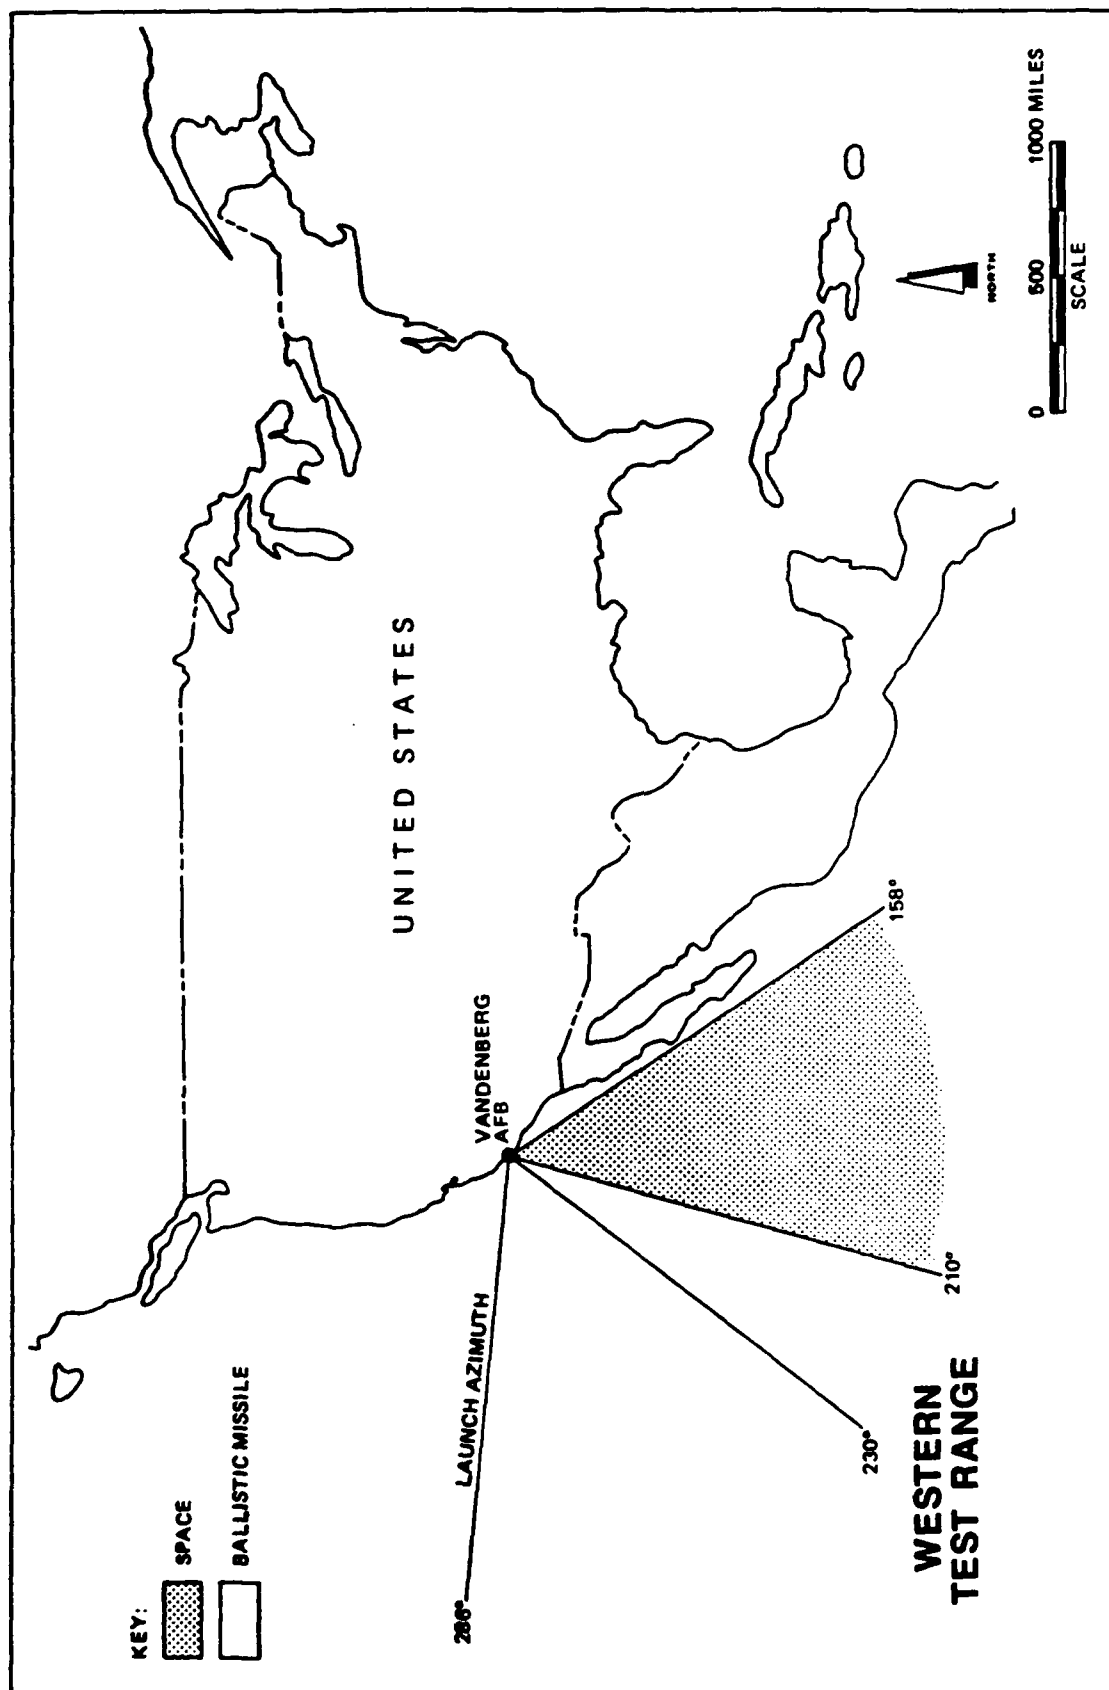 KEY:
SPACE
BALLISTIC MISSILE
UNITED STATES
VANDENBERG
AFB
LAUNCH AZIMUTH
286°
230°
210°
158°
WESTERN
TEST RANGE
NORTH
0 500 1000 MILES
SCALE